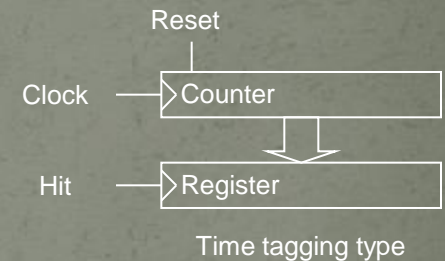 Reset
Clock
Counter
Hit
Register
Time tagging type